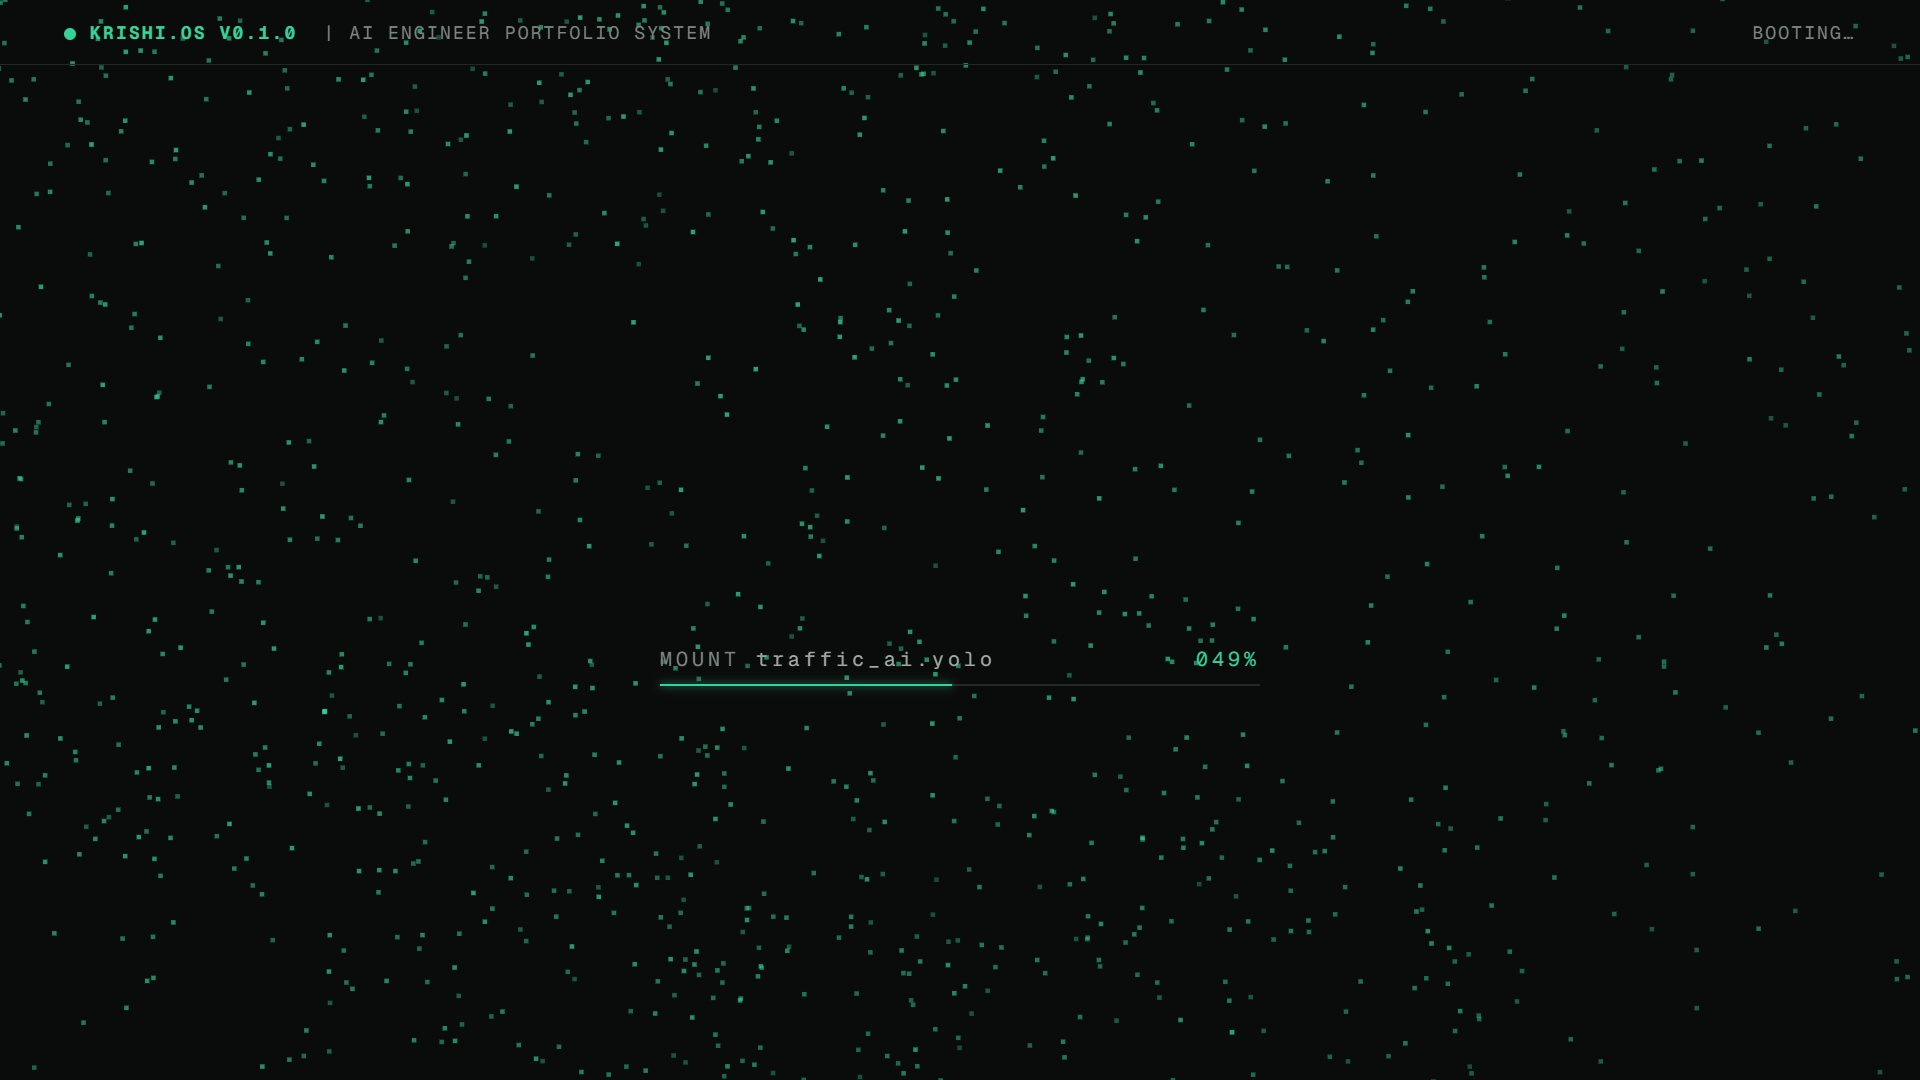 KRISHI.OS V0.1.0 | AI ENGINEER PORTFOLIO SYSTEM BOOTING…
MOUNT traffic_ai.yolo 049%